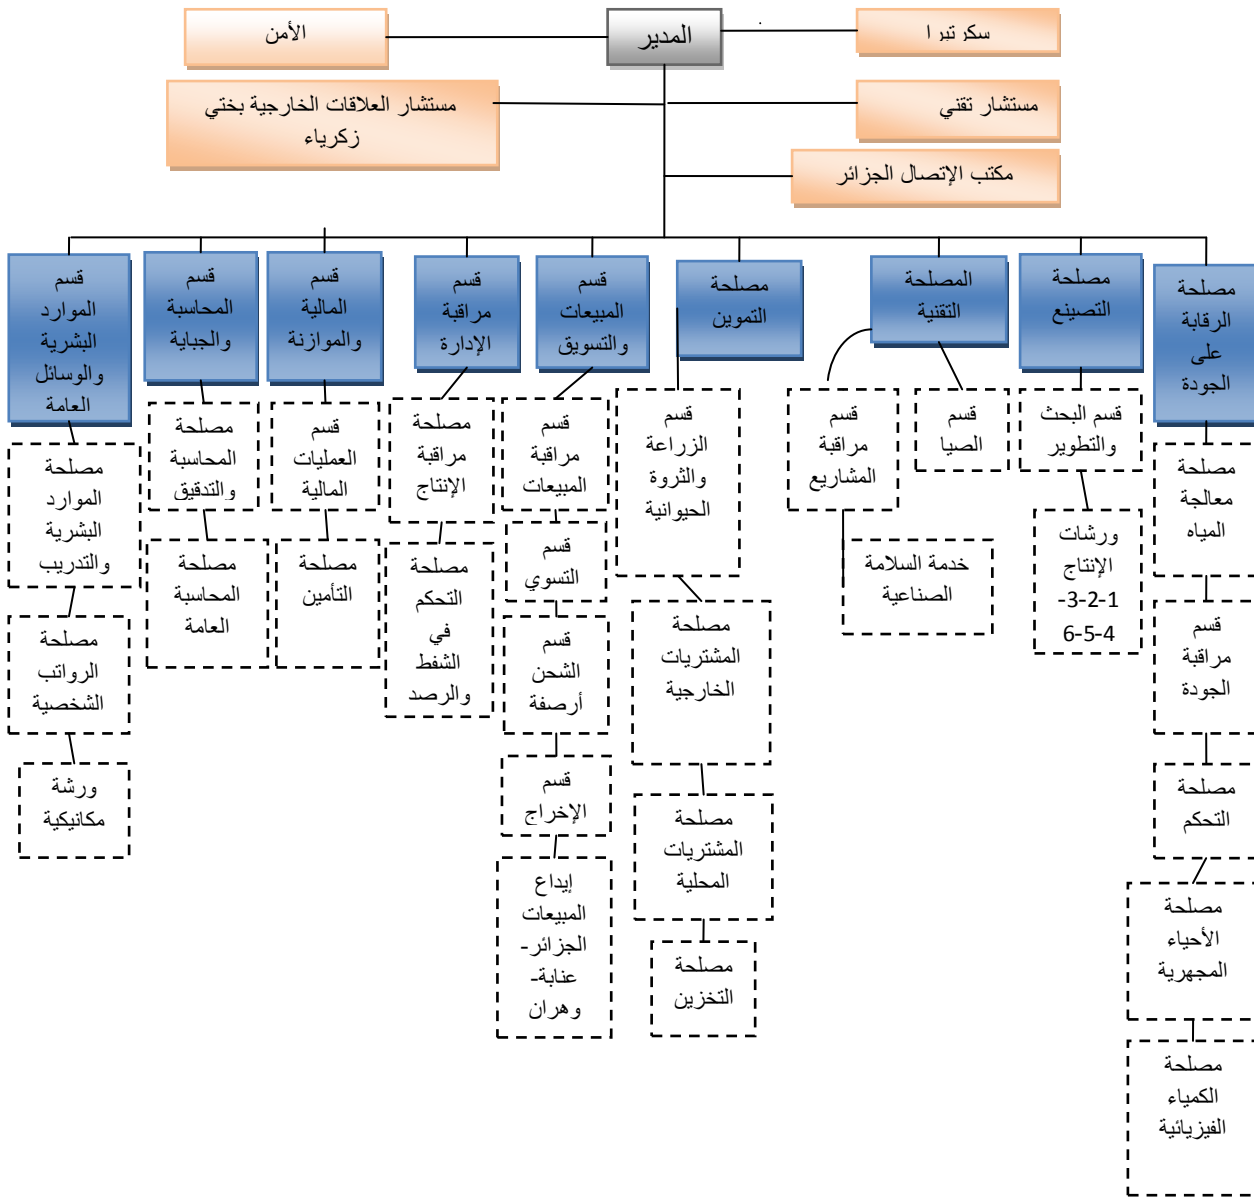 سكرتيرا
المدير
الأمن
مستشار تقني
مستشار العلاقات الخارجية بختي
زكرياء
مكتب الإتصال الجزائر
مصلحة
الرقابة
على
الجودة
مصلحة
معالجة
المياه
قسم
مراقبة
الجودة
مصلحة
التحكم
مصلحة
الأحياء
المجهرية
مصلحة
الكمياء
الفيزيائية
مصلحة
التصينع
قسم البحث
والتطوير
ورشات
الإنتاج
1-2-3-
4-5-6
المصلحة
التقنية
قسم
الصيا
قسم
مراقبة
المشاريع
خدمة السلامة
الصناعية
مصلحة
التموين
قسم
الزراعة
والثروة
الحيوانية
مصلحة
المشتريات
الخارجية
مصلحة
المشتريات
المحلية
مصلحة
التخزين
قسم
المبيعات
والتسويق
قسم
مراقبة
المبيعات
قسم
التسوي
قسم
الشحن
أرصفة
قسم
الإخراج
إيداع
المبيعات
الجزائر-
عنابة-
وهران
قسم
مراقبة
الإدارة
مصلحة
مراقبة
الإنتاج
مصلحة
التحكم
في
الشفط
والرصد
قسم
المالية
والموازنة
قسم
العمليات
المالية
مصلحة
التأمين
قسم
المحاسبة
والجباية
مصلحة
المحاسبة
والتدقيق
مصلحة
المحاسبة
العامة
قسم
الموارد
البشرية
والوسائل
العامة
مصلحة
الموارد
البشرية
والتدريب
مصلحة
الرواتب
الشخصية
ورشة
مكانيكية